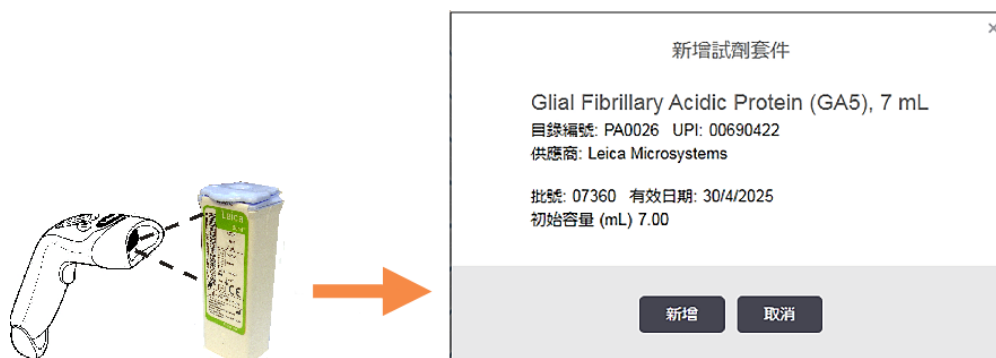 新增試劑套件
Glial Fibrillary Acidic Protein (GA5), 7 mL
目錄編號: PA0026 UPI: 00690422
供應商: Leica Microsystems
批號: 07360 有效日期: 30/4/2025
初始容量 (mL) 7.00
新增 取消
Leica